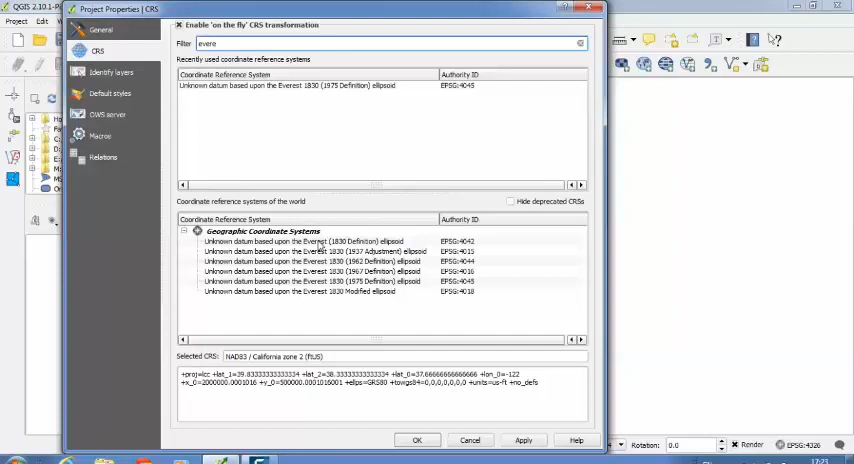 QGIS 2.10.1-Pi
Project Properties | CRS
Project
Edit
General
CRS
Identify layers
Default styles
OWS server
Macros
Relations
Enable 'on the fly' CRS transformation
Filter evere
Recently used coordinate reference systems
Coordinate Reference System Authority ID
Unknown datum based upon the Everest 1830 (1975 Definition) ellipsoid EPSG:4045
Coordinate reference systems of the world Hide deprecated CRSs
Coordinate Reference System Authority ID
Geographic Coordinate Systems
Unknown datum based upon the Everest (1830 Definition) ellipsoid EPSG:4042
Unknown datum based upon the Everest 1830 (1937 Adjustment) ellipsoid EPSG:4015
Unknown datum based upon the Everest 1830 (1962 Definition) ellipsoid EPSG:4044
Unknown datum based upon the Everest 1830 (1967 Definition) ellipsoid EPSG:4016
Unknown datum based upon the Everest 1830 (1975 Definition) ellipsoid EPSG:4045
Unknown datum based upon the Everest 1830 Modified ellipsoid EPSG:4018
Selected CRS: NAD83 / California zone 2 (ftUS)
+proj=lcc +lat_1=39.83333333333334 +lat_2=38.33333333333334 +lat_0=37.66666666666666 +lon_0=-122
+x_0=2000000.0001016 +y_0=500000.0001016001 +ellps=GRS80 +towgs84=0,0,0,0,0,0,0 +units=us-ft +no_defs
OK Cancel Apply Help
Rotation: 0.0 Render EPSG:4326
17:23